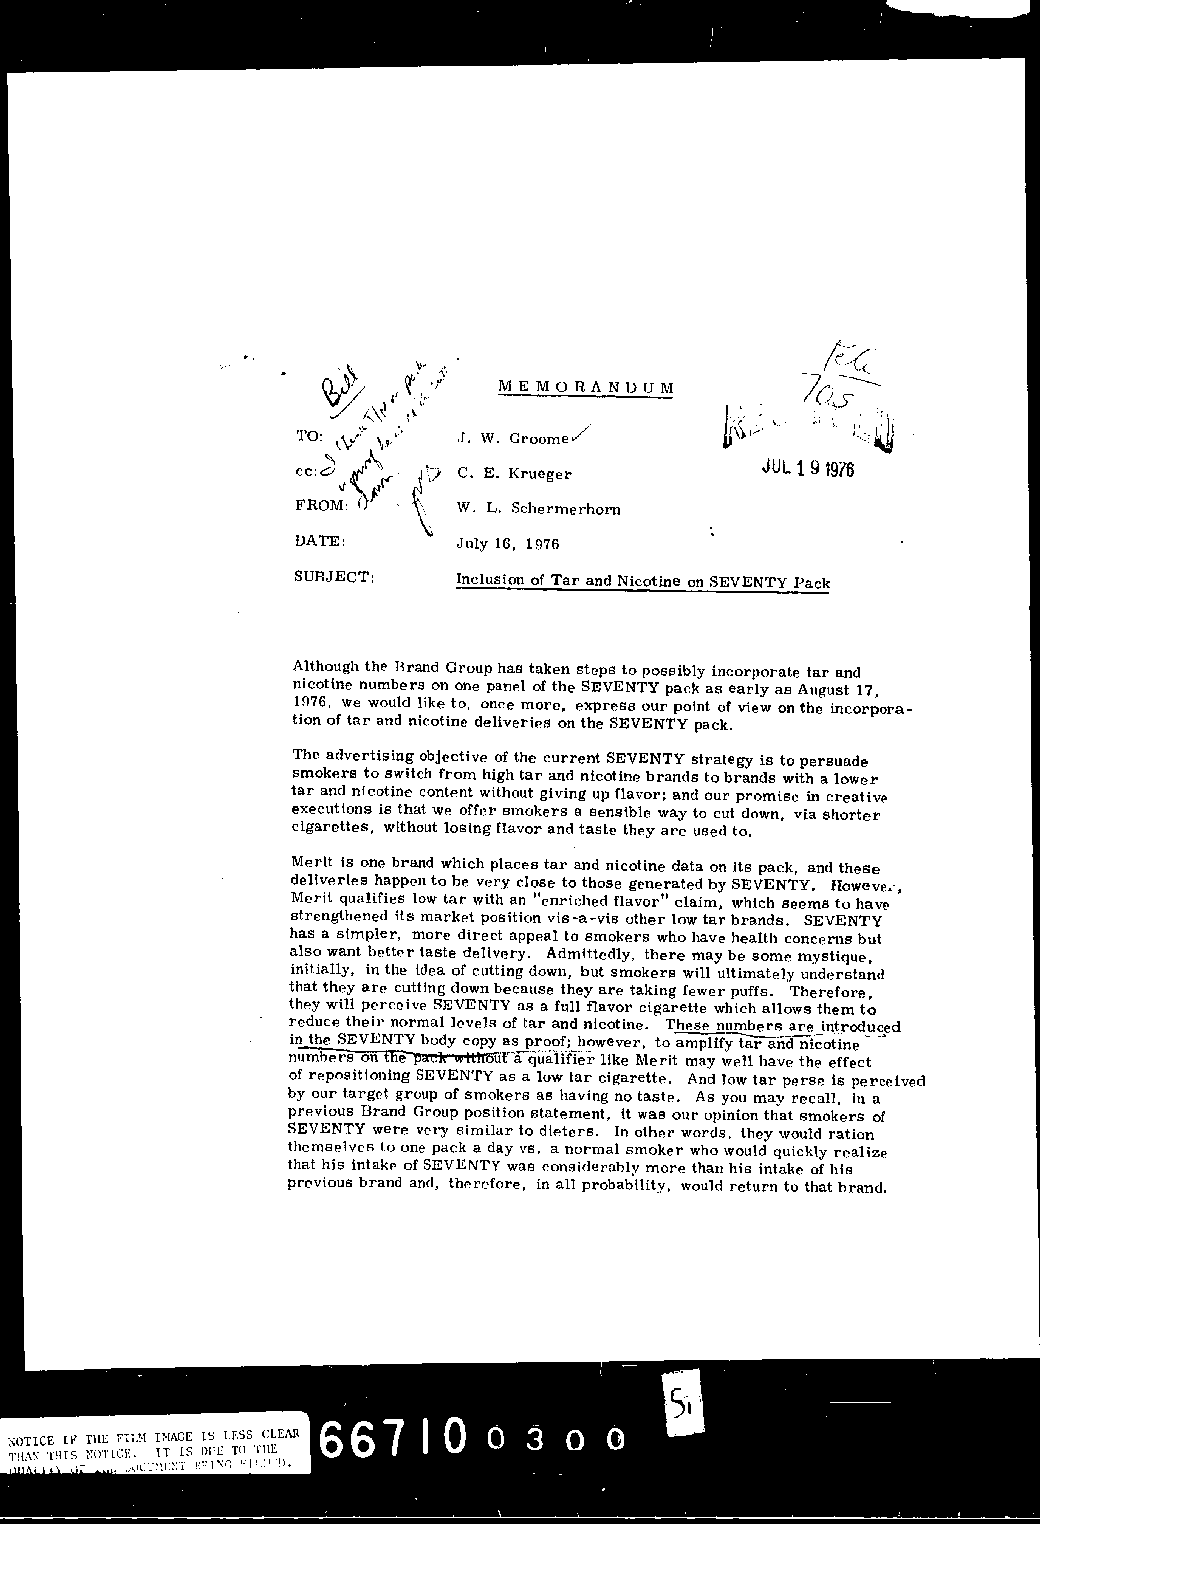 Bill
File
70s
MEMORANDUM
TO: J. W. Groome
JUL 19 1976
cc: C. E. Krueger
FROM: W. L. Schermerhorn
DATE: July 16, 1976
SUBJECT: Inclusion of Tar and Nicotine on SEVENTY Pack
Although the Brand Group has taken steps to possibly incorporate tar and
nicotine numbers on one panel of the SEVENTY pack as early as August 17,
1976, we would like to, once more, express our point of view on the incorpora-
tion of tar and nicotine deliveries on the SEVENTY pack.
The advertising objective of the current SEVENTY strategy is to persuade
smokers to switch from high tar and nicotine brands to brands with a lower
tar and nicotine content without giving up flavor; and our promise in creative
executions is that we offer smokers a sensible way to cut down, via shorter
cigarettes, without losing flavor and taste they are used to.
Merit is one brand which places tar and nicotine data on its pack, and these
deliveries happen to be very close to those generated by SEVENTY. However,
Merit qualifies low tar with an "enriched flavor" claim, which seems to have
strengthened its market position vis-a-vis other low tar brands. SEVENTY
has a simpler, more direct appeal to smokers who have health concerns but
also want better taste delivery. Admittedly, there may be some mystique,
initially, in the idea of cutting down, but smokers will ultimately understand
that they are cutting down because they are taking fewer puffs. Therefore,
they will perceive SEVENTY as a full flavor cigarette which allows them to
reduce their normal levels of tar and nicotine. These numbers are introduced
in the SEVENTY body copy as proof; however, to amplify tar and nicotine
numbers on the pack without a qualifier like Merit may well have the effect
of repositioning SEVENTY as a low tar cigarette. And low tar perse is perceived
by our target group of smokers as having no taste. As you may recall, in a
previous Brand Group position statement, it was our opinion that smokers of
SEVENTY were very similar to dieters. In other words, they would ration
themselves to one pack a day vs. a normal smoker who would quickly realize
that his intake of SEVENTY was considerably more than his intake of his
previous brand and, therefore, in all probability, would return to that brand.
51
NOTICE IF THE FILM IMAGE IS LESS CLEAR
THAN THIS NOTICE. IT IS DUE TO THE
QUALITY OF THE DOCUMENT BEING FILMED.
66710 0300